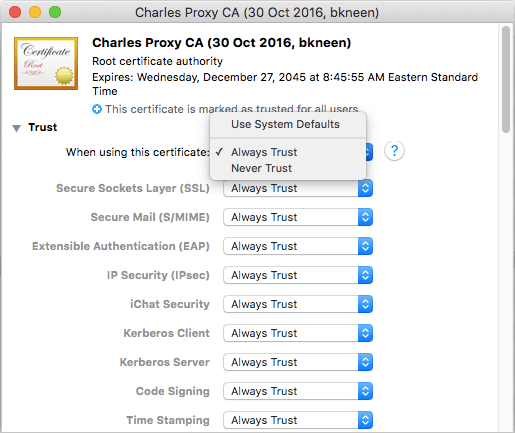 Charles Proxy CA (30 Oct 2016, bkneen)
Certificate
Root
Charles Proxy CA (30 Oct 2016, bkneen)
Root certificate authority
Expires: Wednesday, December 27, 2045 at 8:45:55 AM Eastern Standard
Time
This certificate is marked as trusted for all users
Trust
Use System Defaults
When using this certificate: ✓ Always Trust ?
Never Trust
Secure Sockets Layer (SSL) Always Trust
Secure Mail (S/MIME) Always Trust
Extensible Authentication (EAP) Always Trust
IP Security (IPsec) Always Trust
iChat Security Always Trust
Kerberos Client Always Trust
Kerberos Server Always Trust
Code Signing Always Trust
Time Stamping Always Trust